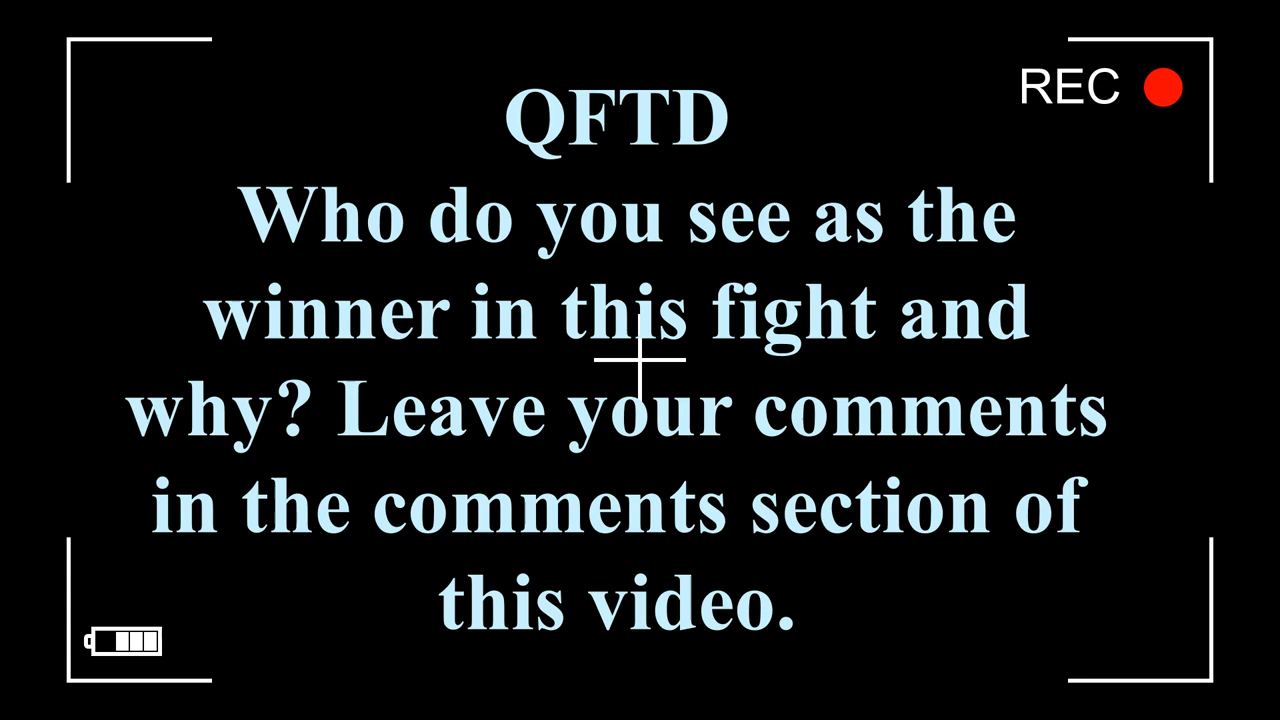 REC
QFTD
Who do you see as the
winner in this fight and
why? Leave your comments
in the comments section of
this video.